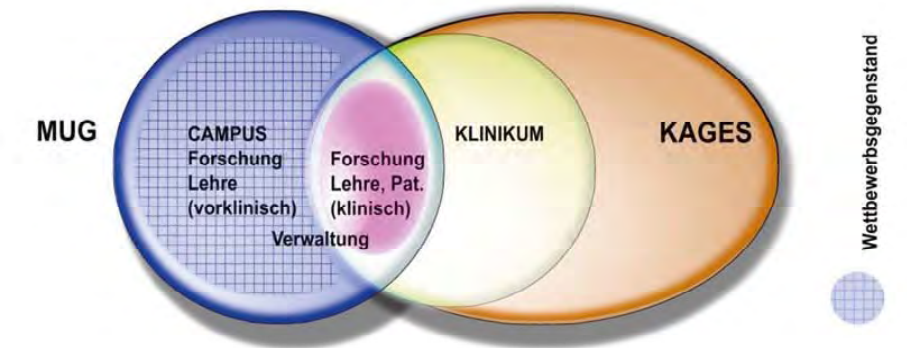 MUG
CAMPUS
Forschung
Lehre
(vorklinisch)
Forschung
Lehre, Pat.
(klinisch)
Verwaltung
KLINIKUM
KAGES
Wettbewerbsgegenstand